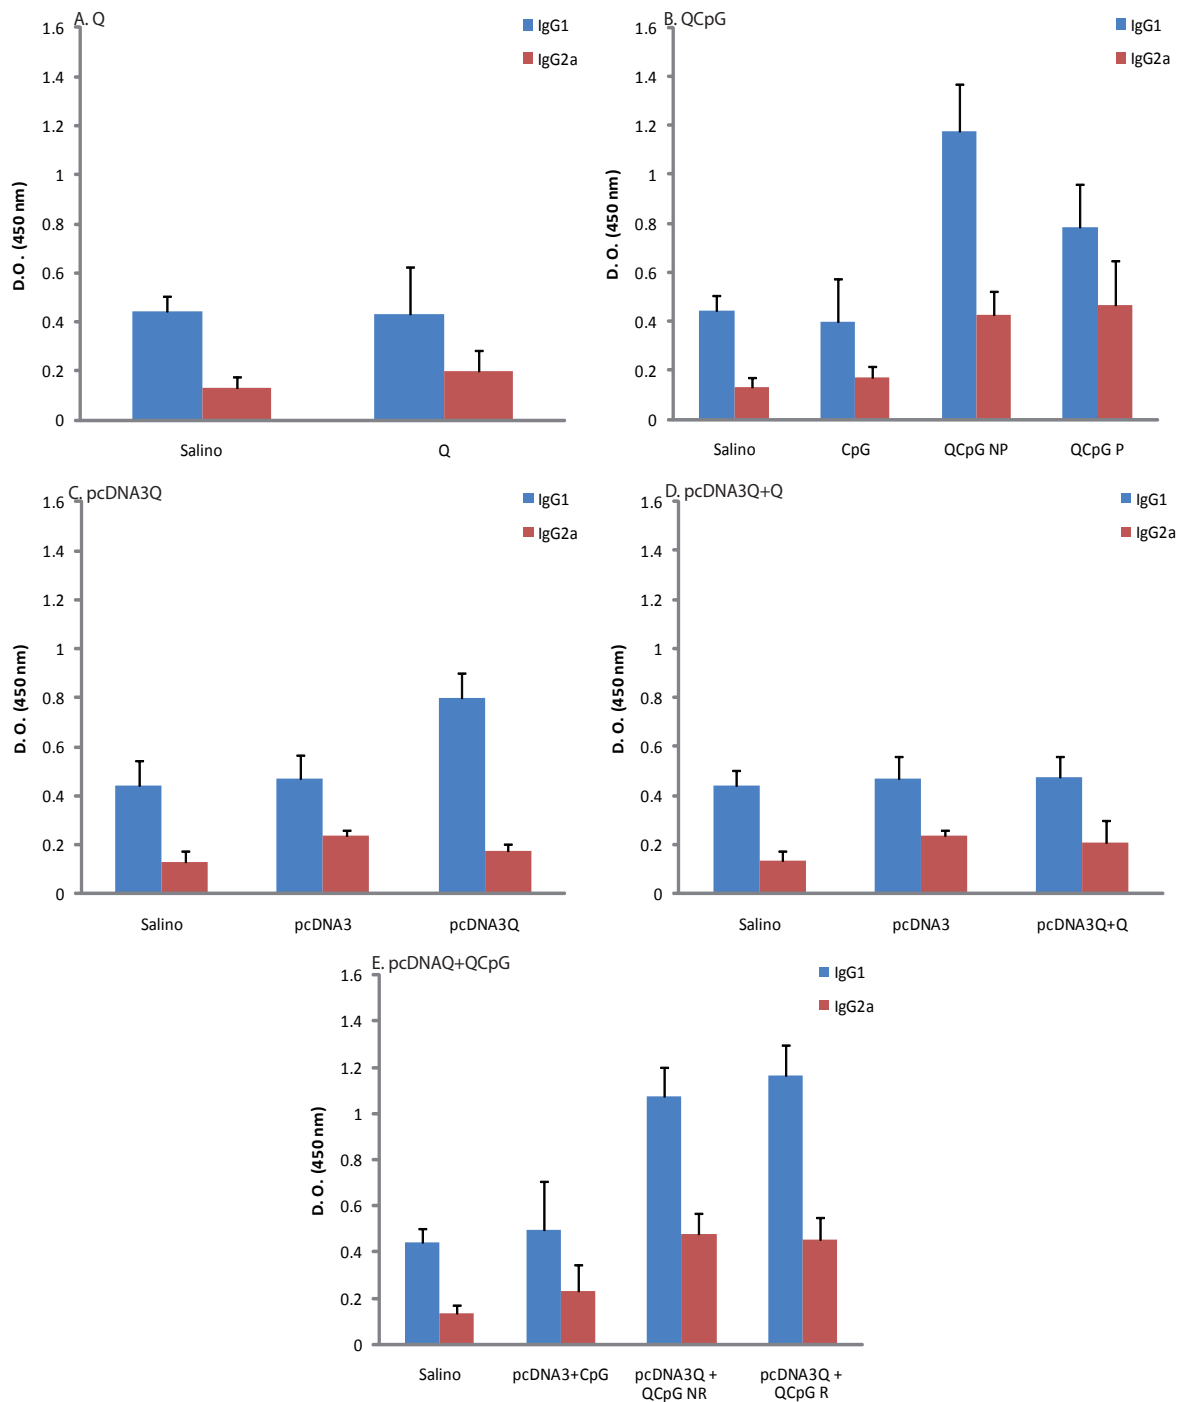 A. Q
IgG1
IgG2a
D.O. (450 nm)
1.6
1.4
1.2
1
0.8
0.6
0.4
0.2
0
Salino
Q
B. QCpG
IgG1
IgG2a
D.O. (450 nm)
1.6
1.4
1.2
1
0.8
0.6
0.4
0.2
0
Salino
CpG
QCpG NP
QCpG P
C. pcDNA3Q
IgG1
IgG2a
D. O. (450 nm)
1.6
1.4
1.2
1
0.8
0.6
0.4
0.2
0
Salino
pcDNA3
pcDNA3Q
D. pcDNA3Q+Q
IgG1
IgG2a
D. O. (450 nm)
1.6
1.4
1.2
1
0.8
0.6
0.4
0.2
0
Salino
pcDNA3
pcDNA3Q+Q
E. pcDNAQ+QCpG
IgG1
IgG2a
D. O. (450 nm)
1.6
1.4
1.2
1
0.8
0.6
0.4
0.2
0
Salino
pcDNA3+CpG
pcDNA3Q +
QCpG NR
pcDNA3Q +
QCpG R